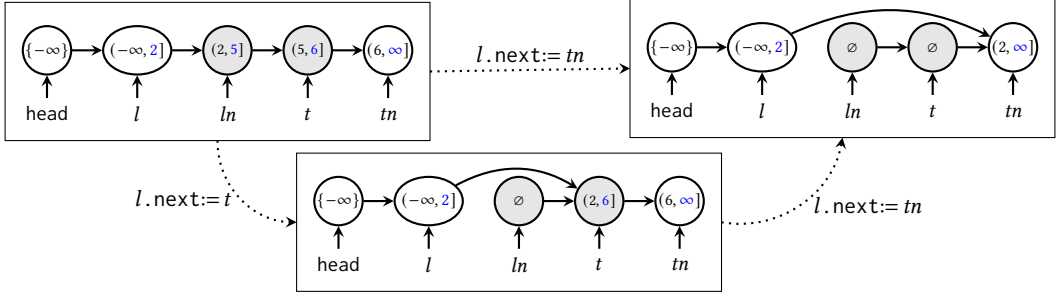 {−∞} (−∞, 2] (2, 5] (5, 6] (6, ∞]
head l ln t tn
l.next:= tn
{−∞} (−∞, 2] ∅ ∅ (2, ∞]
head l ln t tn
l.next:= t
{−∞} (−∞, 2] ∅ (2, 6] (6, ∞]
head l ln t tn
l.next:= tn